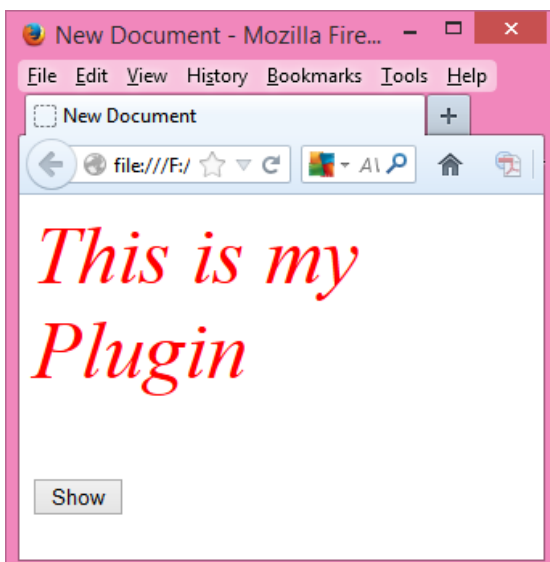 New Document - Mozilla Fire...
File Edit View History Bookmarks Tools Help
New Document
file:///F:/
This is my
Plugin
Show